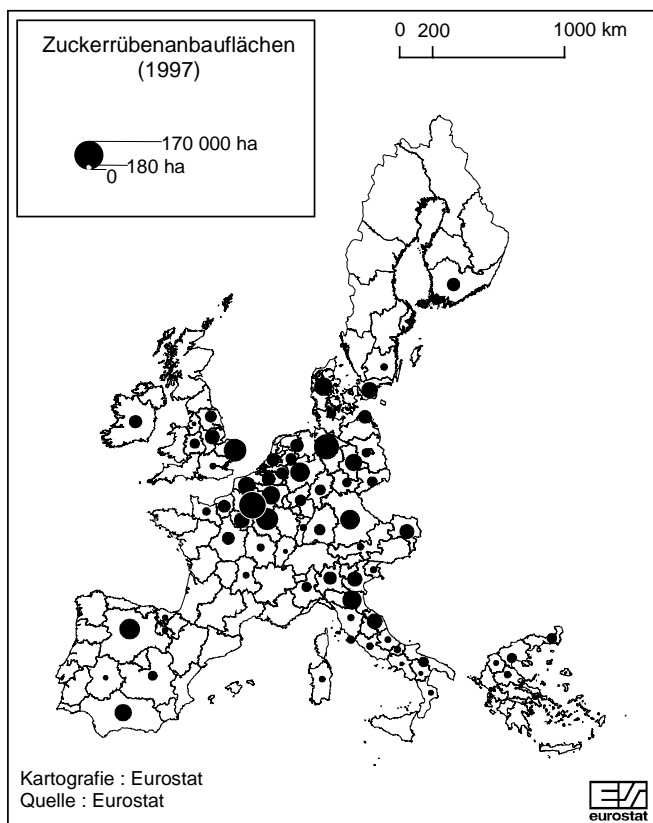 Zuckerrübenanbauflächen
(1997)
170 000 ha
180 ha
0
0 200 1000 km
Kartografie : Eurostat
Quelle : Eurostat
eurostat